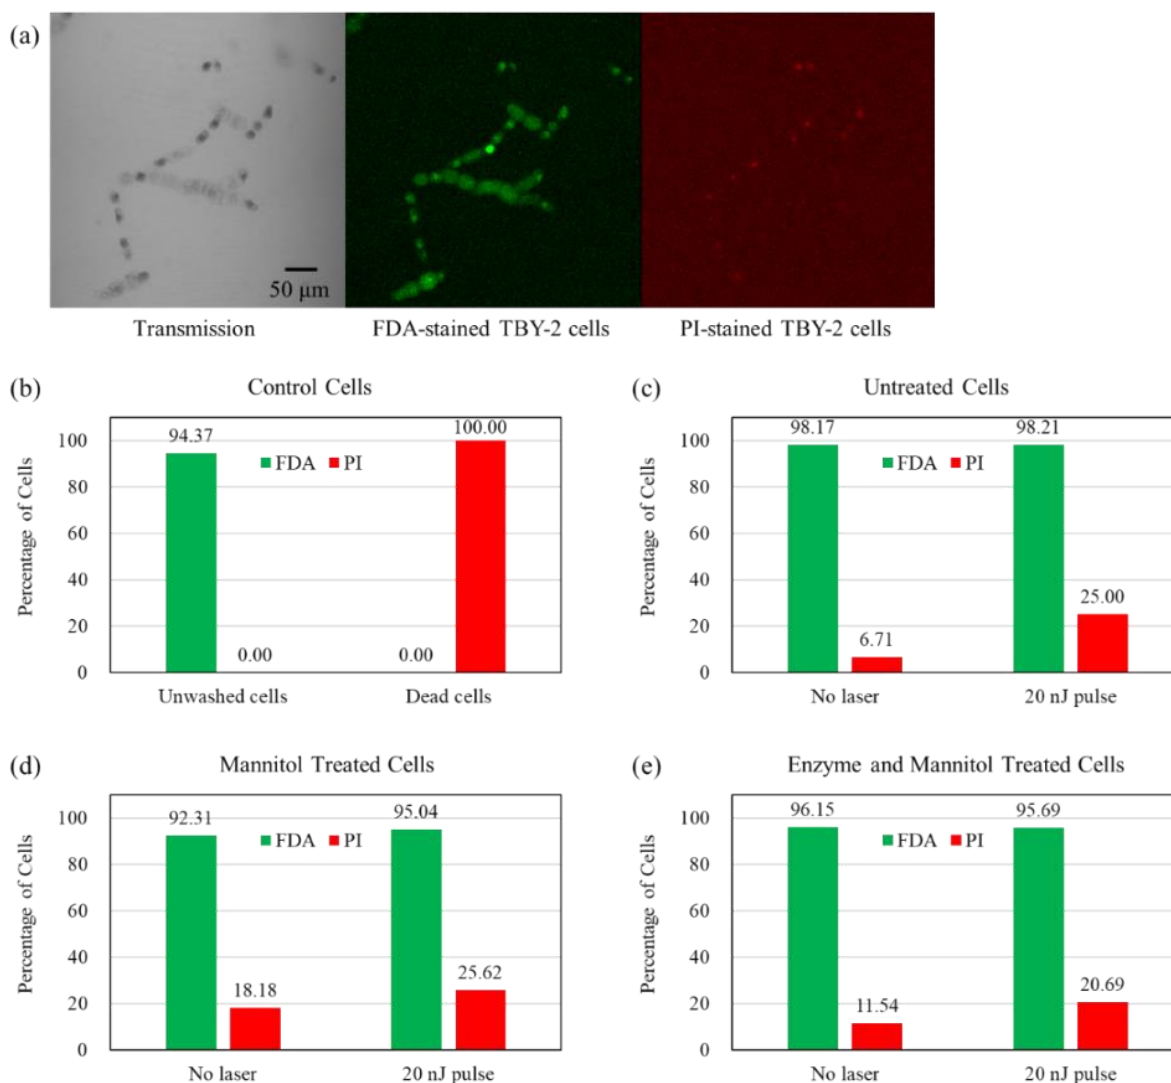 (a)
50 μm
Transmission
FDA-stained TBY-2 cells
PI-stained TBY-2 cells
(b)
Control Cells
Percentage of Cells
100
80
60
40
20
0
94.37
0.00
0.00
100.00
FDA
PI
Unwashed cells
Dead cells
(c)
Untreated Cells
Percentage of Cells
100
80
60
40
20
0
98.17
6.71
98.21
25.00
FDA
PI
No laser
20 nJ pulse
(d)
Mannitol Treated Cells
Percentage of Cells
100
80
60
40
20
0
92.31
18.18
95.04
25.62
FDA
PI
No laser
20 nJ pulse
(e)
Enzyme and Mannitol Treated Cells
Percentage of Cells
100
80
60
40
20
0
96.15
11.54
95.69
20.69
FDA
PI
No laser
20 nJ pulse